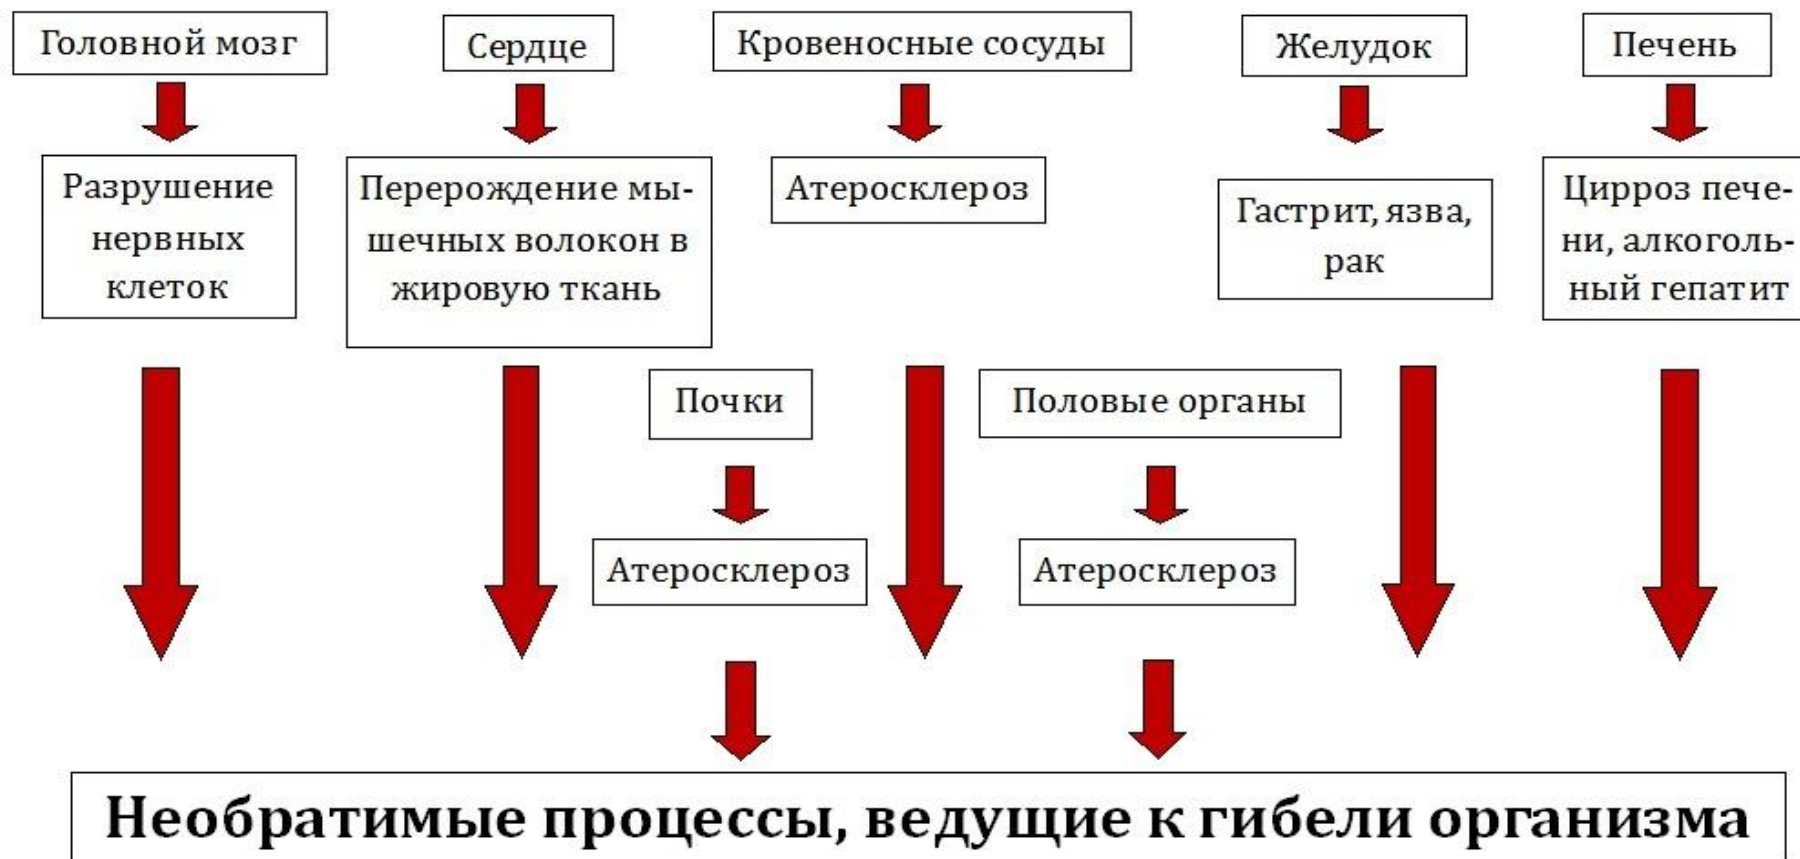 Головной мозг
Сердце
Кровеносные сосуды
Желудок
Печень
Разрушение
нервных
клеток
Перерождение мы-
шечных волокон в
жировую ткань
Атеросклероз
Гастрит, язва,
рак
Цирроз пече-
ни, алкоголь-
ный гепатит
Почки
Половые органы
Атеросклероз
Атеросклероз
Необратимые процессы, ведущие к гибели организма